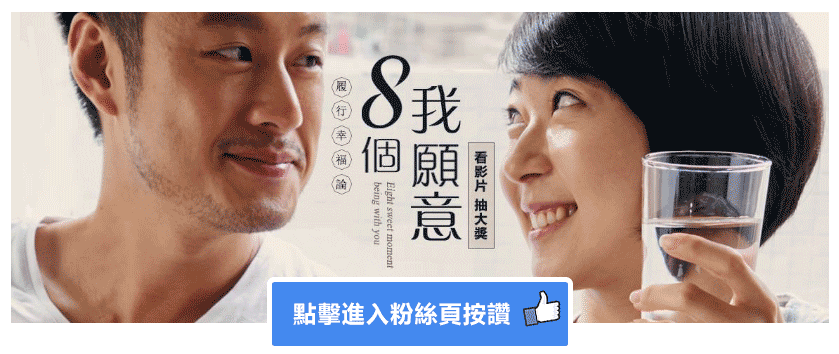 8個
我願意
履行幸福論
Eight sweet moment
being with you
看影片 抽大獎
點擊進入粉絲頁按讚